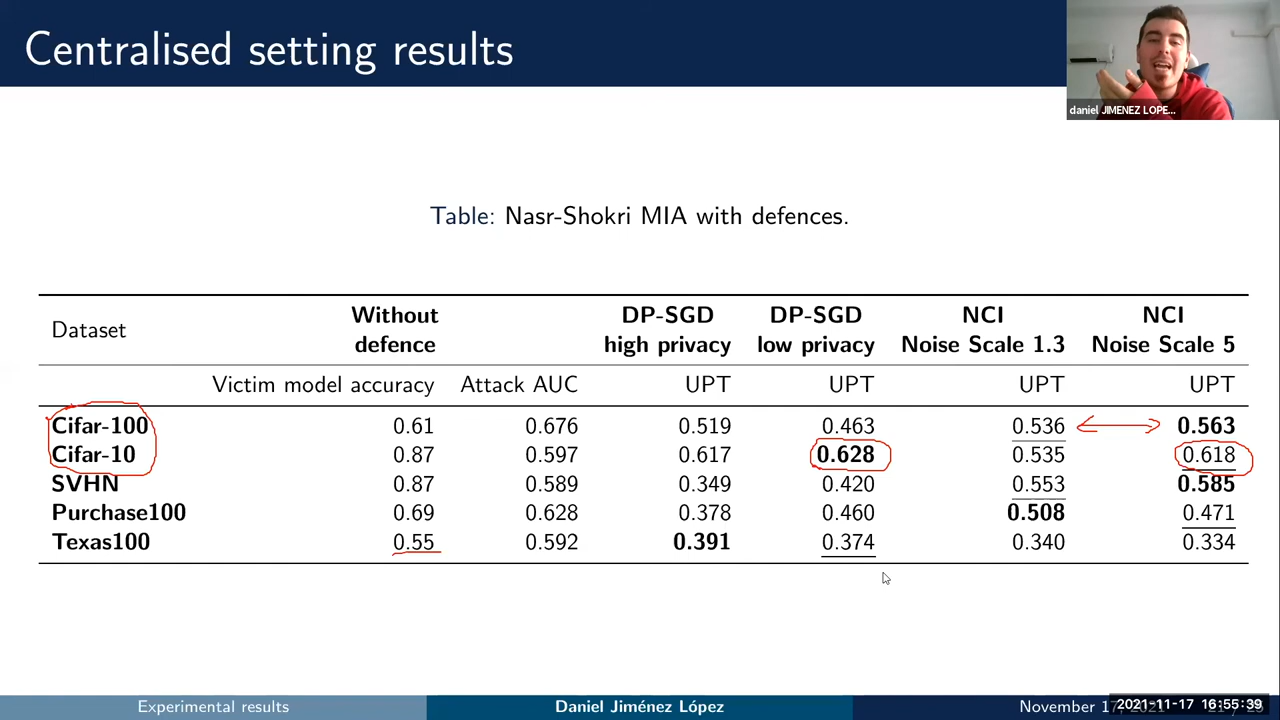 Centralised setting results
daniel JIMENEZ LOPE...
Table: Nasr-Shokri MIA with defences.
Dataset Without defence DP-SGD high privacy DP-SGD low privacy NCI Noise Scale 1.3 NCI Noise Scale 5
Victim model accuracy Attack AUC UPT UPT UPT UPT
Cifar-100 0.61 0.676 0.519 0.463 0.536 0.563
Cifar-10 0.87 0.597 0.617 0.628 0.535 0.618
SVHN 0.87 0.589 0.349 0.420 0.553 0.585
Purchase100 0.69 0.628 0.378 0.460 0.508 0.471
Texas100 0.55 0.592 0.391 0.374 0.340 0.334
Experimental results Daniel Jiménez López November 17,
2021-11-17 16:55:39